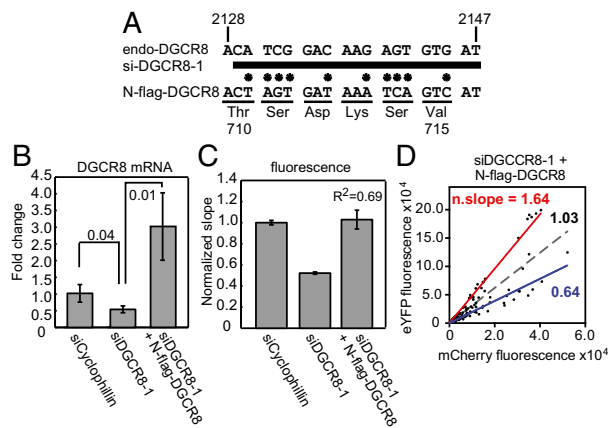 A
2128 2147
endo-DGCR8 ACA TCG GAC AAG AGT GTG AT
si-DGCR8-1
N-flag-DGCR8 ACT AGT GAT AAA TCA GTC AT
Thr Ser Asp Lys Ser Val
710 715
B
DGCR8 mRNA
Fold change
4.5
4.0
3.5
3.0
2.5
2.0
1.5
1.0
0.5
0
0.04
0.01
siCyclophillin
siDGCR8-1
siDGCR8-1
+ N-flag-DGCR8
C
fluorescence
Normalized slope
1.4
1.2
1.0
0.8
0.6
0.4
0.2
0
R²=0.69
siCyclophillin
siDGCR8-1
siDGCR8-1
+ N-flag-DGCR8
D
siDGCCR8-1 +
N-flag-DGCR8
eYFP fluorescence x10⁴
20.0
15.0
10.0
5.0
0
n.slope = 1.64
1.03
0.64
0 2.0 4.0 6.0
mCherry fluorescence x10⁴